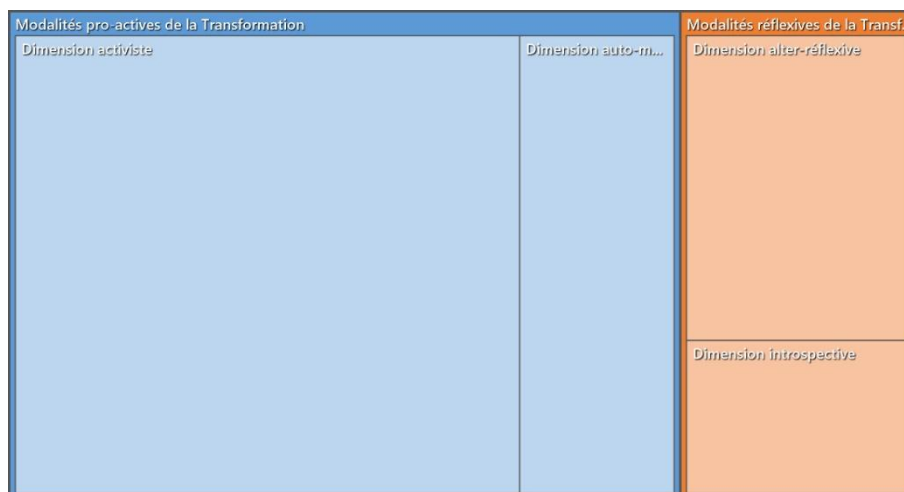 Modalités pro-actives de la Transformation
Dimension activiste
Dimension auto-m...
Modalités réflexives de la Transf.
Dimension alter-réflexive
Dimension introspective